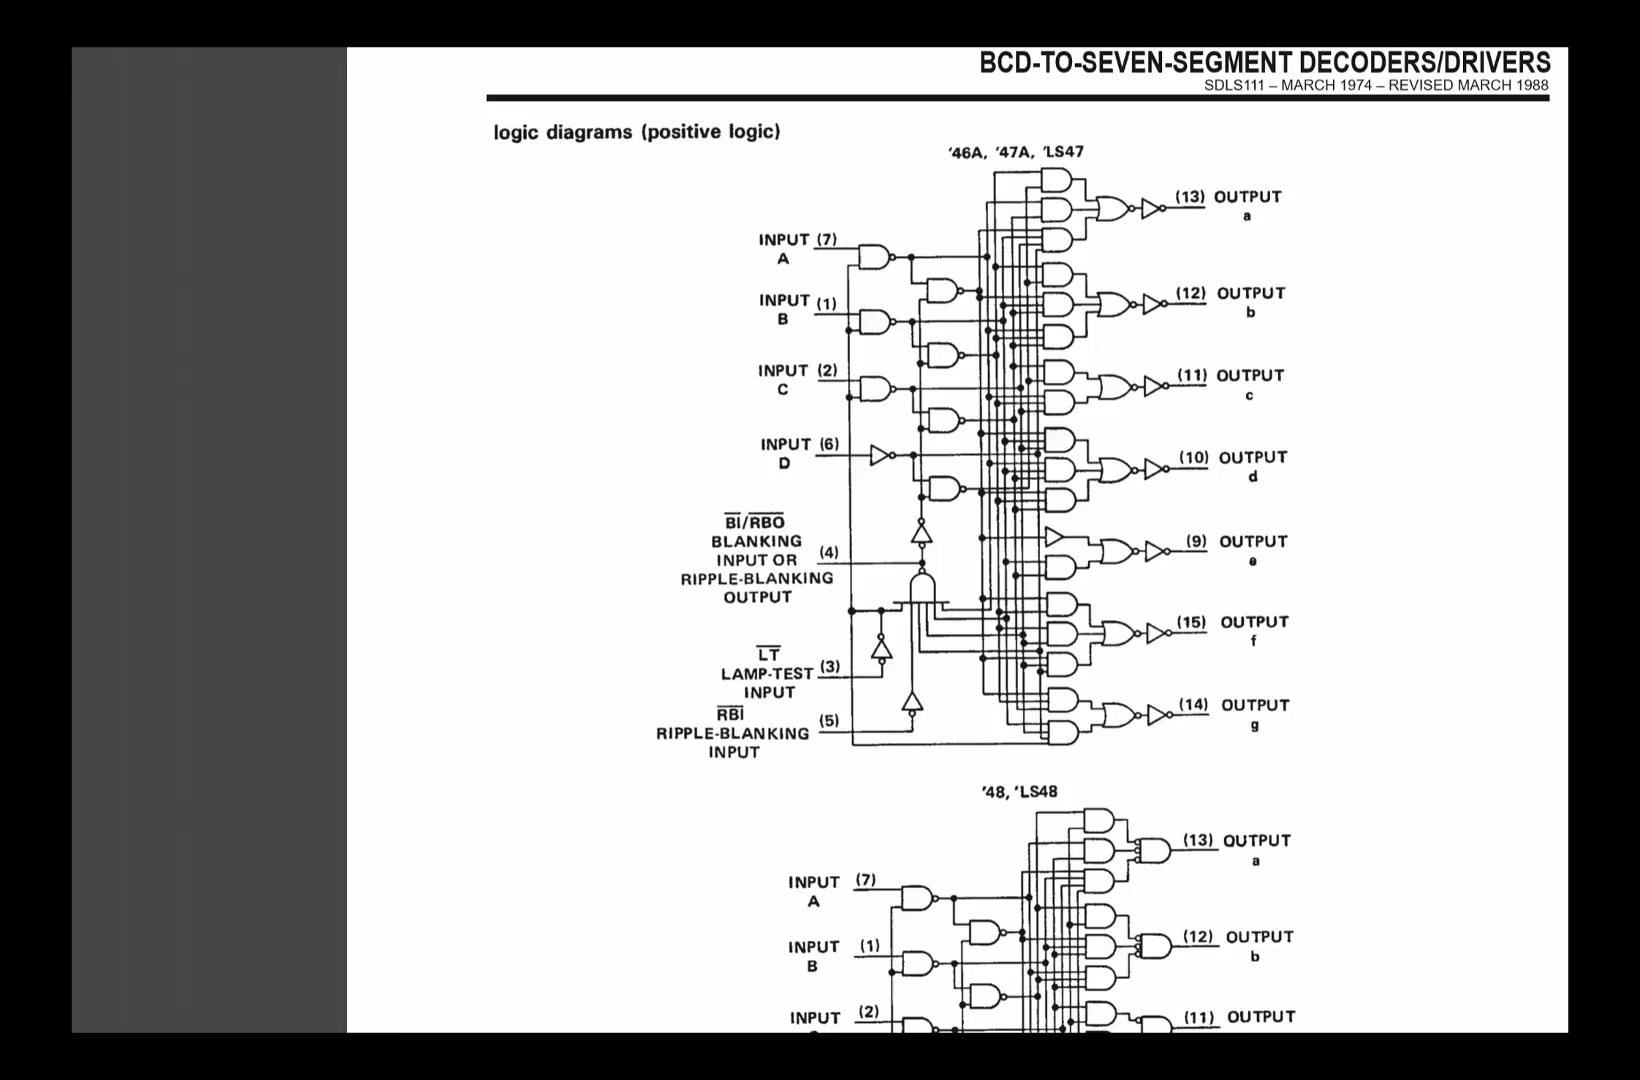 BCD-TO-SEVEN-SEGMENT DECODERS/DRIVERS
SDLS111 – MARCH 1974 – REVISED MARCH 1988
logic diagrams (positive logic)
'46A, '47A, 'LS47
(13) OUTPUT
a
INPUT (7)
A
(12) OUTPUT
b
INPUT (1)
B
(11) OUTPUT
c
INPUT (2)
C
(10) OUTPUT
d
INPUT (6)
D
BI/RBO
BLANKING
INPUT OR (4)
RIPPLE-BLANKING
OUTPUT
(9) OUTPUT
e
(15) OUTPUT
f
LT
LAMP-TEST (3)
INPUT
RBI
RIPPLE-BLANKING (5)
INPUT
(14) OUTPUT
g
'48, 'LS48
(13) OUTPUT
a
INPUT (7)
A
(12) OUTPUT
b
INPUT (1)
B
INPUT (2)
(11) OUTPUT